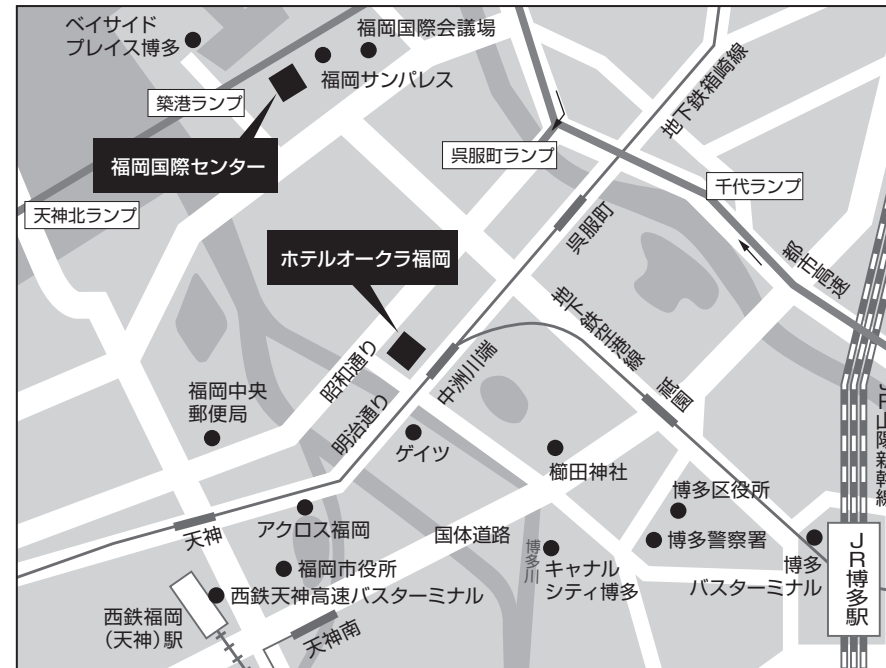 ベイサイド
プレイス博多
福岡国際会議場
福岡サンパレス
築港ランプ
福岡国際センター
呉服町ランプ
地下鉄箱崎線
千代ランプ
天神北ランプ
呉服町
都市高速
ホテルオークラ福岡
地下鉄空港線
昭和通り
明治通り
中洲川端
祇園
JR山陽新幹線
福岡中央
郵便局
ゲイツ
櫛田神社
博多区役所
アクロス福岡
天神
国体道路
博多川
博多警察署
JR博多駅
福岡市役所
キャナル
シティ博多
博多
バスターミナル
西鉄天神高速バスターミナル
西鉄福岡
（天神）駅
天神南